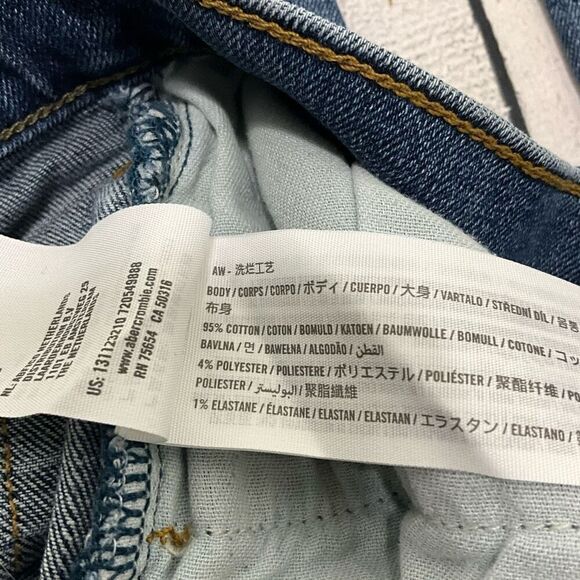 AW - 洗烂工艺
BODY / CORPS / CORPO / ボディ / CUERPO / 大身 / VARTALO / STŘEDNÍ DÍL /
布身
95% COTTON / COTON / BOMULD / KATOEN / BAUMWOLLE / BOMULL / COTONE /
BAVLNA / 면 / BAWEŁNA / ALGODÃO / القطن /
4% POLYESTER / POLIESTERE / ポリエステル / POLIÉSTER / 聚酯纤维 /
POLIESTER / البوليستر / 聚脂纖維
1% ELASTANE / ÉLASTANE / ELASTAN / ELASTAAN / エラスタン / ELASTANO /
THE NETHERLANDS
US: 1311123210 720549888
www.abercrombie.com
RN 75654 CA 50316